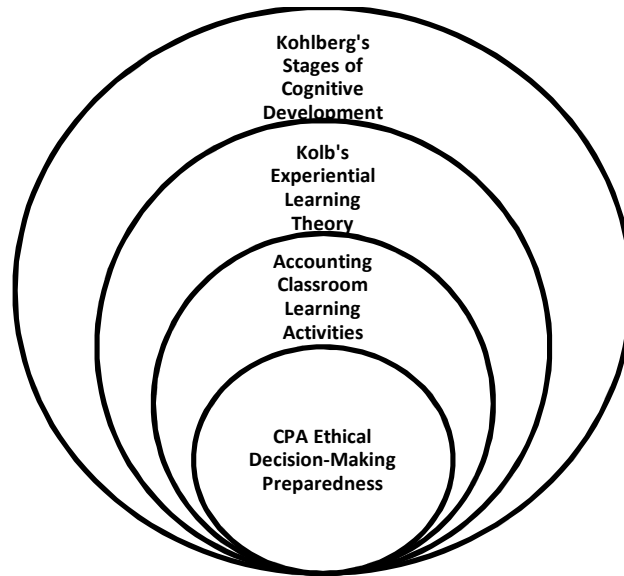 Kohlberg's
Stages of
Cognitive
Development
Kolb's
Experiential
Learning
Theory
Accounting
Classroom
Learning
Activities
CPA Ethical
Decision-Making
Preparedness